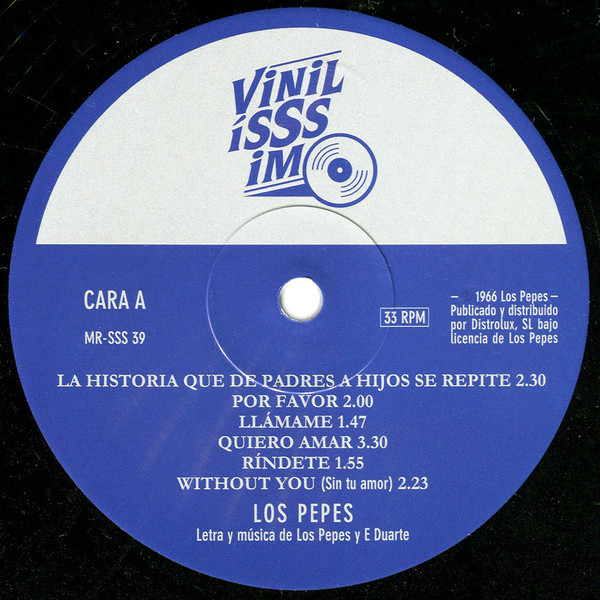 ViNiL
íSSS
iMO
CARA A
MR-SSS 39
33 RPM
– 1966 Los Pepes –
Publicado y distribuido
por Distrolux, SL bajo
licencia de Los Pepes
LA HISTORIA QUE DE PADRES A HIJOS SE REPITE 2.30
POR FAVOR 2.00
LLÁMAME 1.47
QUIERO AMAR 3.30
RÍNDETE 1.55
WITHOUT YOU (Sin tu amor) 2.23
LOS PEPES
Letra y música de Los Pepes y E Duarte